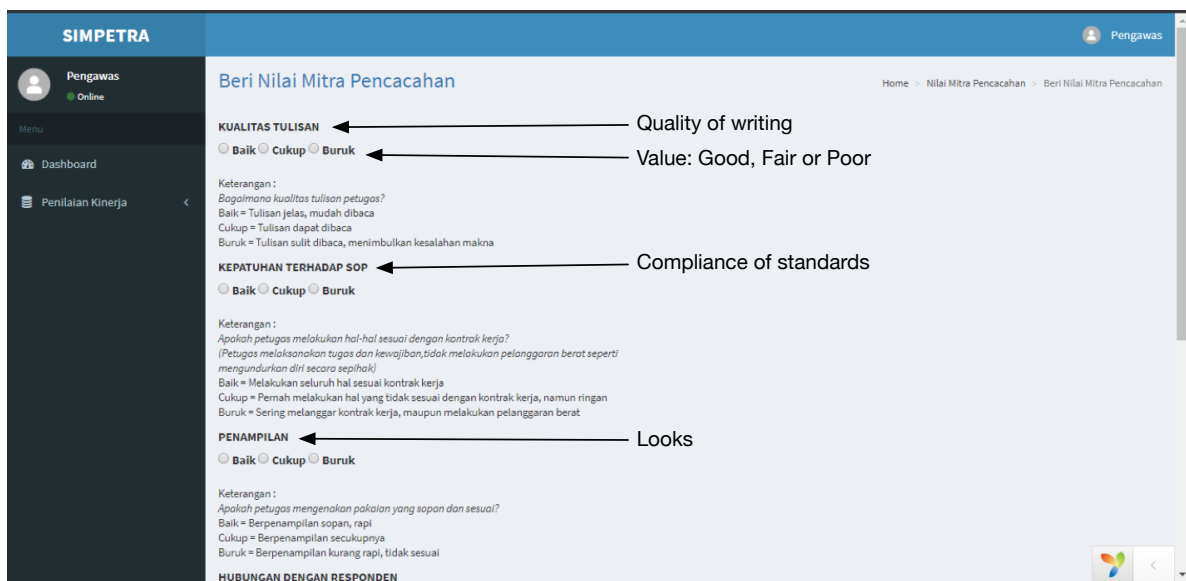 SIMPETRA
Pengawas
Pengawas
Online
Beri Nilai Mitra Pencacahan
Home > Nilai Mitra Pencacahan > Beri Nilai Mitra Pencacahan
Menu
Dashboard
Penilaian Kinerja
KUALITAS TULISAN
Quality of writing
Baik Cukup Buruk
Value: Good, Fair or Poor
Keterangan :
Bagaimana kualitas tulisan petugas?
Baik = Tulisan jelas, mudah dibaca
Cukup = Tulisan dapat dibaca
Buruk = Tulisan sulit dibaca, menimbulkan kesalahan makna
KEPATUHAN TERHADAP SOP
Compliance of standards
Baik Cukup Buruk
Keterangan :
Apakah petugas melakukan hal-hal sesuai dengan kontrak kerja?
(Petugas melaksanakan tugas dan kewajiban,tidak melakukan pelanggaran berat seperti
mengundurkan diri secara sepihak)
Baik = Melakukan seluruh hal sesuai kontrak kerja
Cukup = Pernah melakukan hal yang tidak sesuai dengan kontrak kerja, namun ringan
Buruk = Sering melanggar kontrak kerja, maupun melakukan pelanggaran berat
PENAMPILAN
Looks
Baik Cukup Buruk
Keterangan :
Apakah petugas mengenakan pakaian yang sopan dan sesuai?
Baik = Berpenampilan sopan, rapi
Cukup = Berpenampilan secukupnya
Buruk = Berpenampilan kurang rapi, tidak sesuai
HUBUNGAN DENGAN RESPONDEN